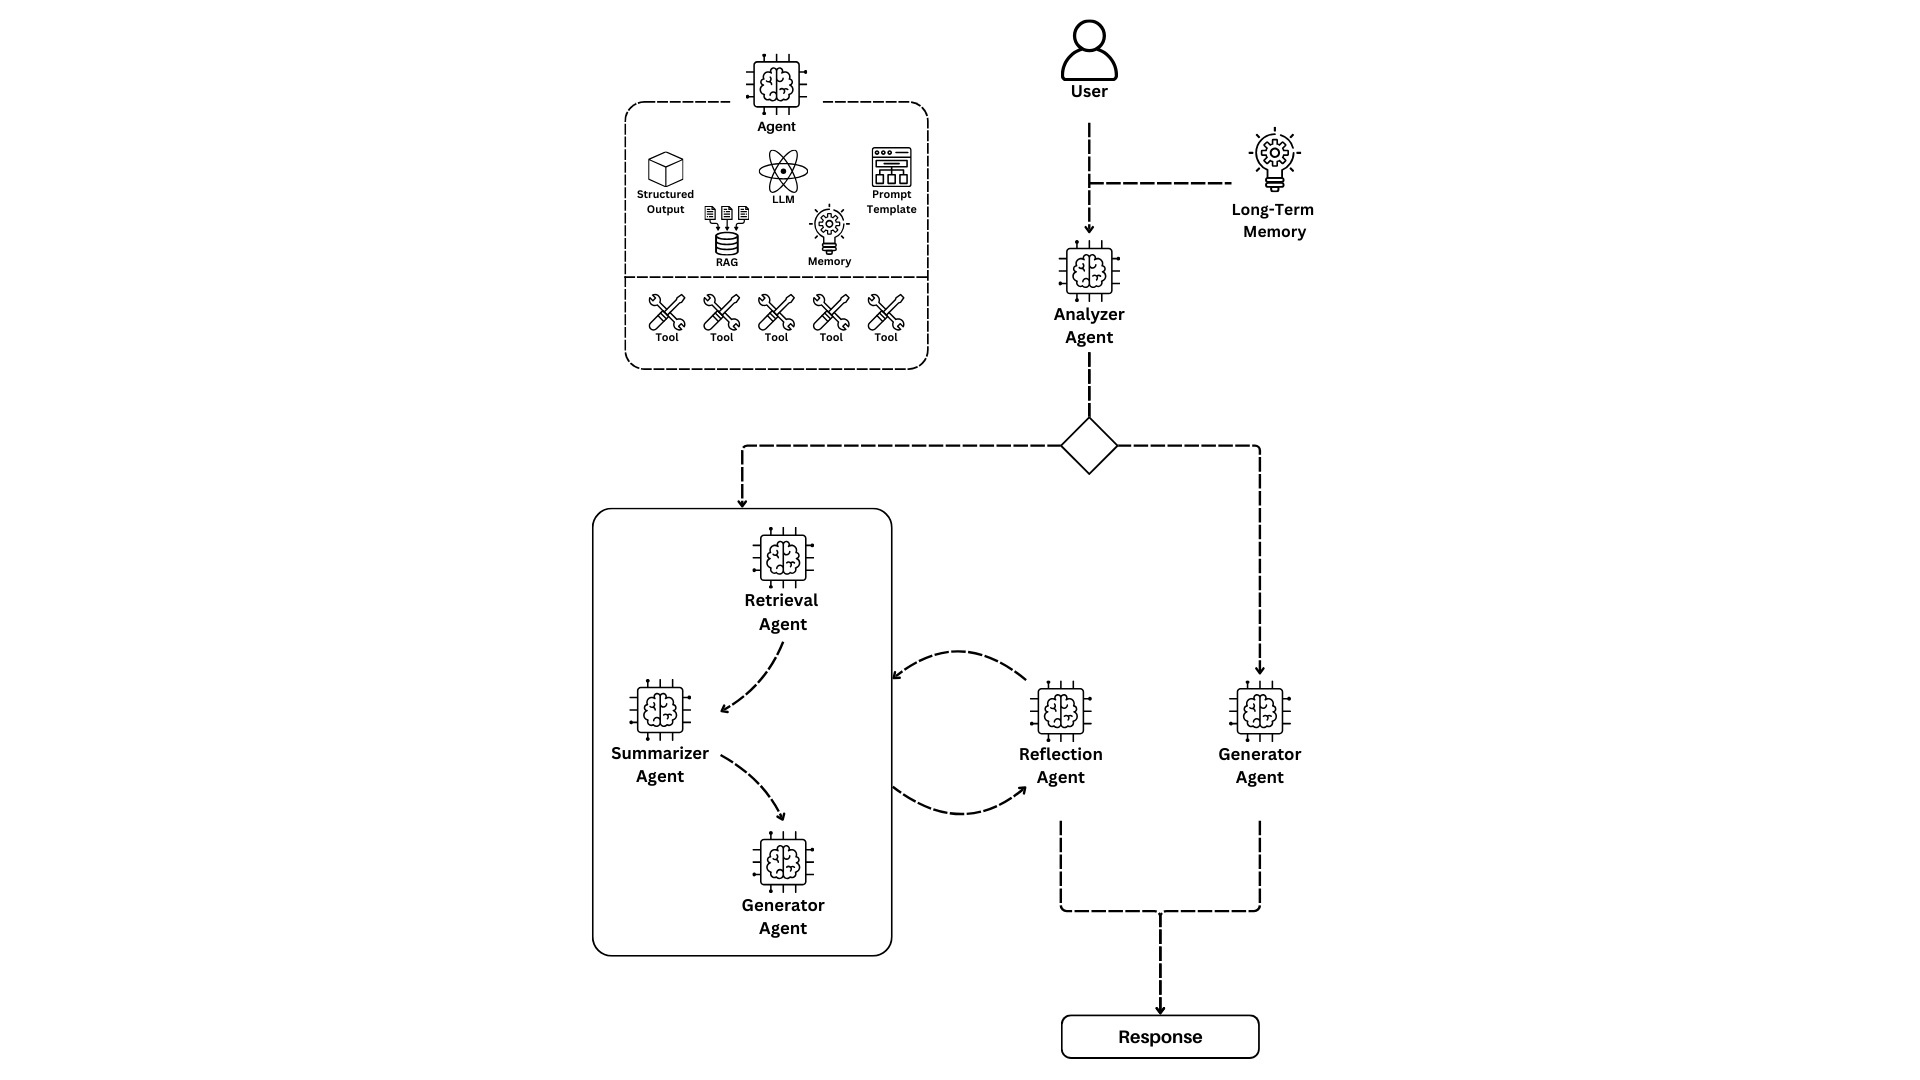 User
Agent
Structured
Output
LLM
Prompt
Template
RAG
Memory
Tool
Tool
Tool
Tool
Tool
Long-Term
Memory
Analyzer
Agent
Retrieval
Agent
Summarizer
Agent
Generator
Agent
Reflection
Agent
Generator
Agent
Response